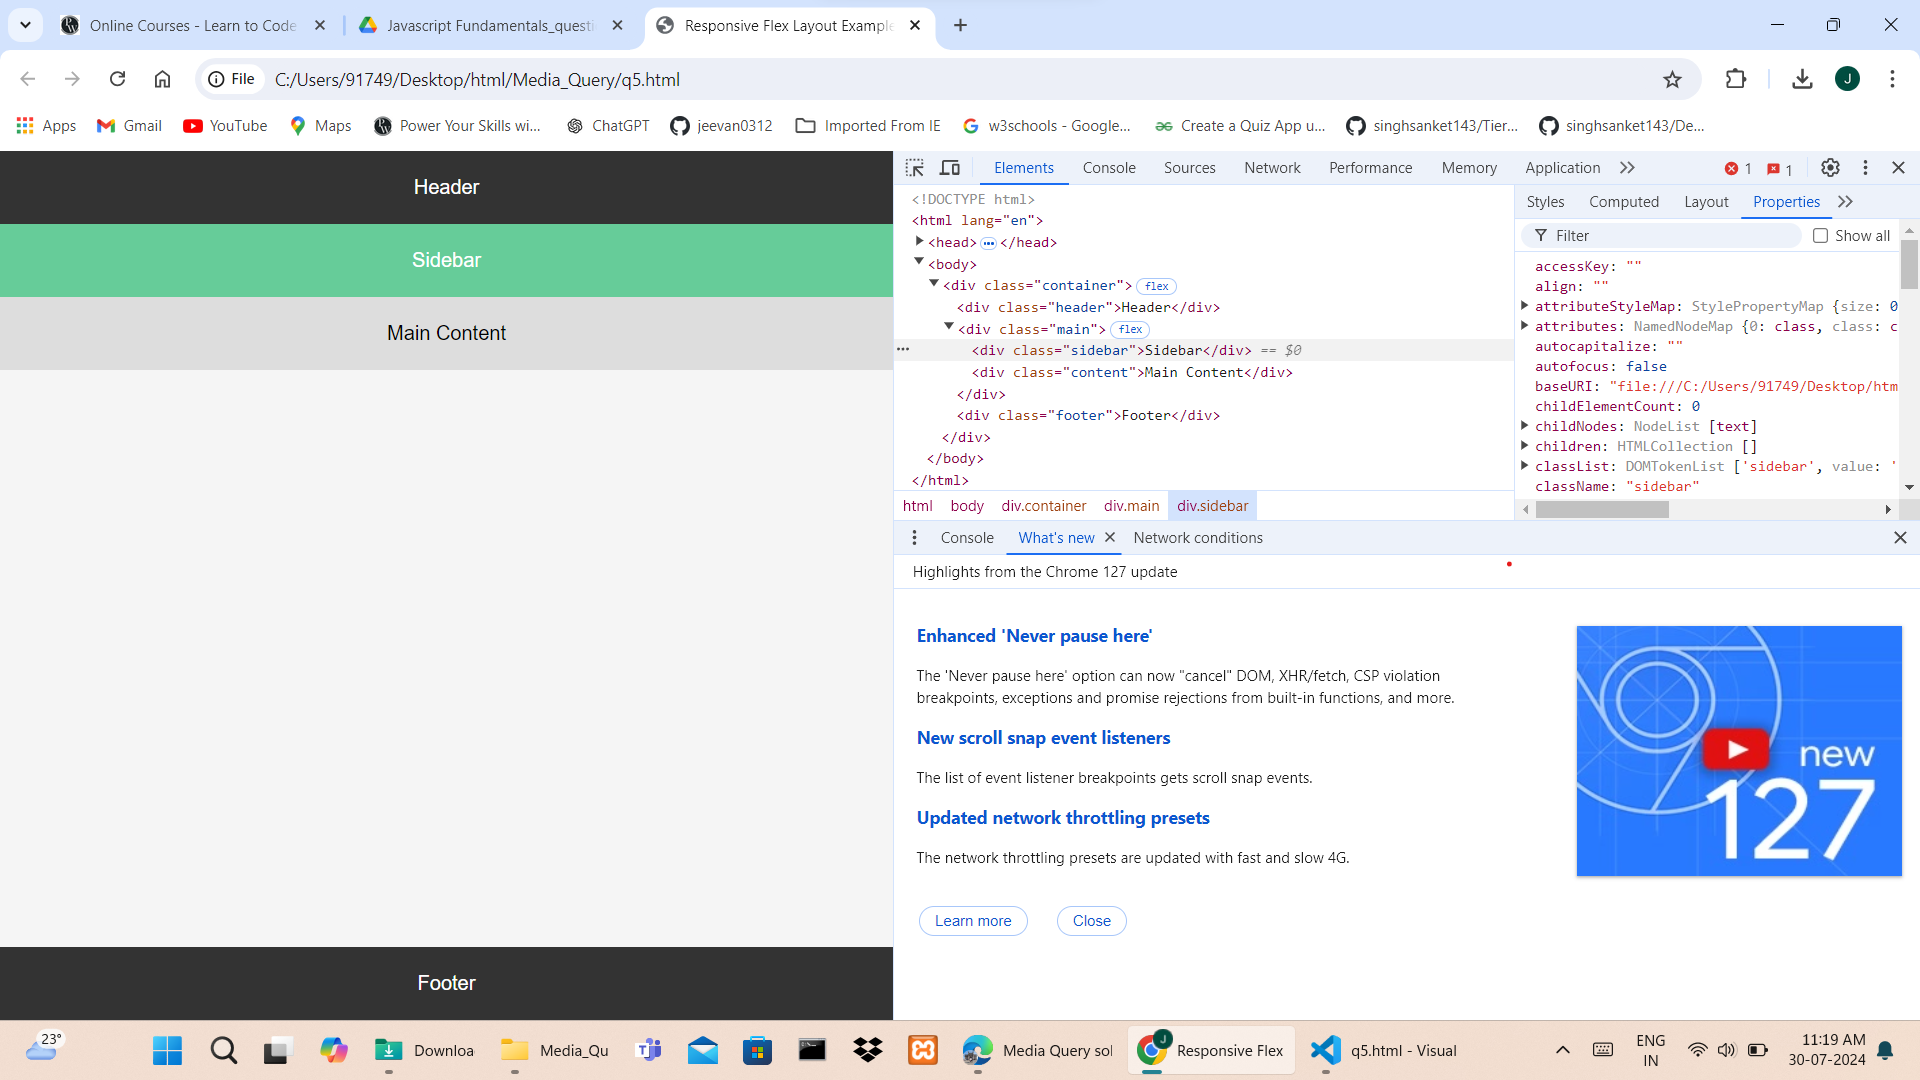 Online Courses - Learn to Code
Javascript Fundamentals_questi
Responsive Flex Layout Example
File
C:/Users/91749/Desktop/html/Media_Query/q5.html
J
Apps
Gmail
YouTube
Maps
Power Your Skills wi...
ChatGPT
jeevan0312
Imported From IE
w3schools - Google...
Create a Quiz App u...
singhsanket143/Tier...
singhsanket143/De...
Header
Sidebar
Main Content
Footer
Elements
Console
Sources
Network
Performance
Memory
Application
1
1
<!DOCTYPE html>
<html lang="en">
<head> ••• </head>
<body>
<div class="container"> flex
<div class="header">Header</div>
<div class="main"> flex
<div class="sidebar">Sidebar</div> == $0
<div class="content">Main Content</div>
</div>
<div class="footer">Footer</div>
</div>
</body>
</html>
html
body
div.container
div.main
div.sidebar
Styles
Computed
Layout
Properties
Filter
Show all
accessKey: ""
align: ""
attributeStyleMap: StylePropertyMap {size: 0
attributes: NamedNodeMap {0: class, class: c
autocapitalize: ""
autofocus: false
baseURI: "file:///C:/Users/91749/Desktop/htm
childElementCount: 0
childNodes: NodeList [text]
children: HTMLCollection []
classList: DOMTokenList ['sidebar', value: '
className: "sidebar"
Console
What's new
Network conditions
Highlights from the Chrome 127 update
Enhanced 'Never pause here'
The 'Never pause here' option can now "cancel" DOM, XHR/fetch, CSP violation
breakpoints, exceptions and promise rejections from built-in functions, and more.
New scroll snap event listeners
The list of event listener breakpoints gets scroll snap events.
Updated network throttling presets
The network throttling presets are updated with fast and slow 4G.
Learn more
Close
new
127
23°
Downloa
Media_Qu
Media Query sol
J
Responsive Flex
q5.html - Visual
ENG
IN
11:19 AM
30-07-2024